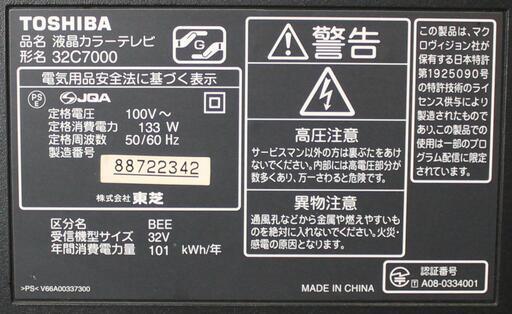 TOSHIBA
品名 液晶カラーテレビ
形名 32C7000
電気用品安全法に基づく表示
PS
E
JQA
定格電圧 100V～
定格消費電力 133 W
定格周波数 50/60 Hz
製造番号
88722342
株式会社 東芝
区分名 BEE
受信機型サイズ 32V
年間消費電力量 101 kWh/年
>PS< V66A00337300
G
警告
高圧注意
サービスマン以外の方は裏ぶたをあけ
ないでください。内部には高電圧部分が
数多くあり、万一さわると危険です。
異物注意
通風孔などから金属や燃えやすいもの
を絶対に入れないでください。火災・
感電の原因となります。
MADE IN CHINA
この製品は、マク
ロヴィジョン社が
保有する日本特許
第1925090号
の特許技術のライ
センス供与により
製造されたもので
あり、この製品での
使用は一部のプロ
グラム配信に限定
されています。
認証番号
T A08-0334001